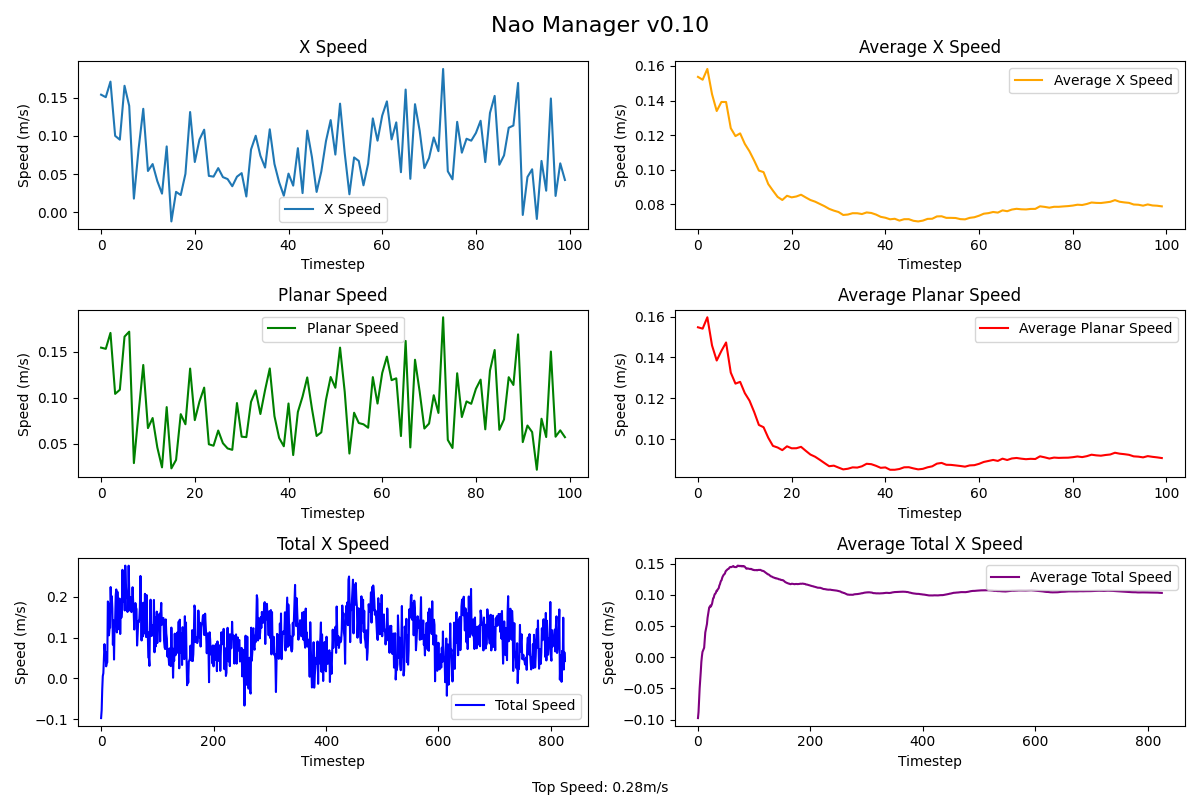 Nao Manager v0.10
X Speed
Speed (m/s)
0.15
0.10
0.05
0.00
X Speed
0 20 40 60 80 100
Timestep
Average X Speed
Speed (m/s)
0.16
0.14
0.12
0.10
0.08
Average X Speed
0 20 40 60 80 100
Timestep
Planar Speed
Speed (m/s)
0.15
0.10
0.05
Planar Speed
0 20 40 60 80 100
Timestep
Average Planar Speed
Speed (m/s)
0.16
0.14
0.12
0.10
Average Planar Speed
0 20 40 60 80 100
Timestep
Total X Speed
Speed (m/s)
0.2
0.1
0.0
−0.1
Total Speed
0 200 400 600 800
Timestep
Average Total X Speed
Speed (m/s)
0.15
0.10
0.05
0.00
−0.05
−0.10
Average Total Speed
0 200 400 600 800
Timestep
Top Speed: 0.28m/s